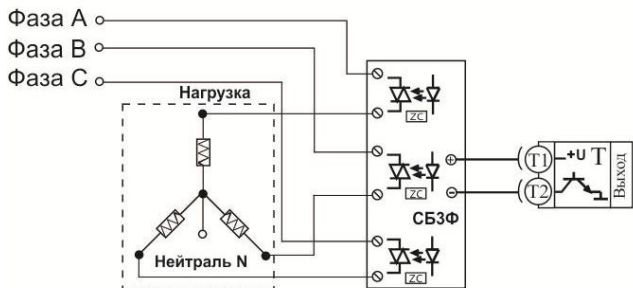 Фаза A
Фаза B
Фаза C
Нагрузка
ZC
ZC
СБ3Ф
ZC
Нейтраль N
T1
+U T
T2
Выход